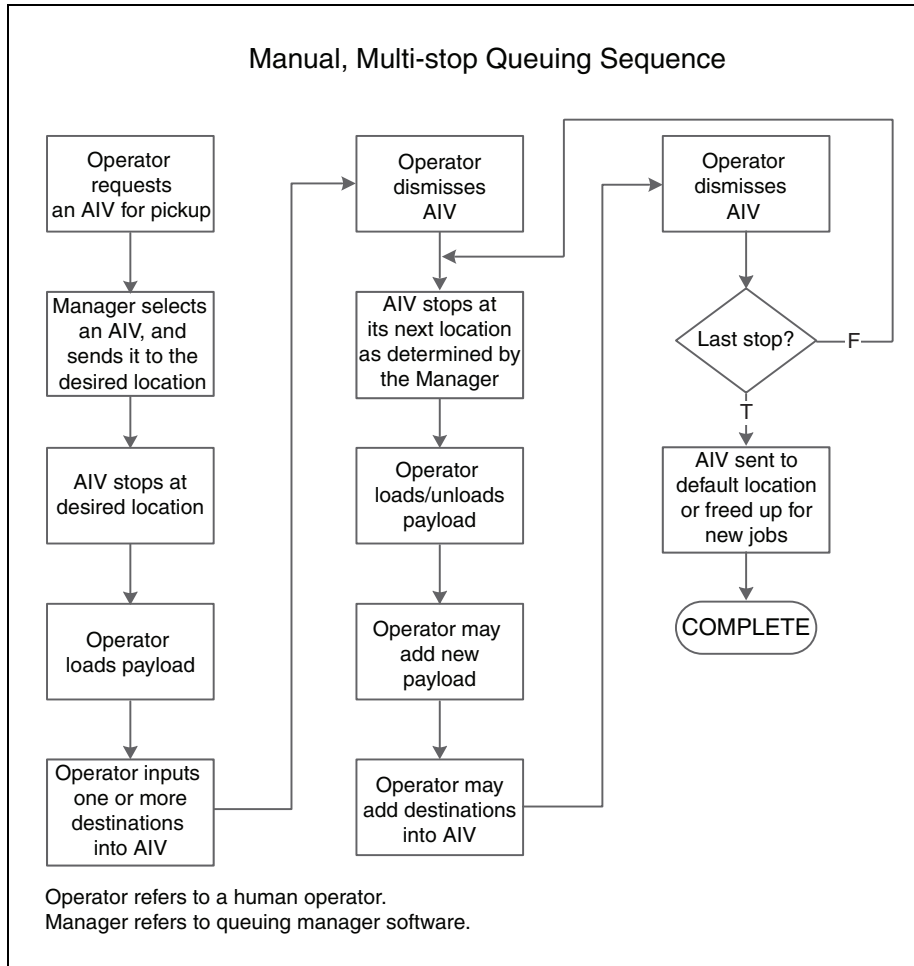 Manual, Multi-stop Queuing Sequence
Operator
requests
an AIV for pickup
Manager selects
an AIV, and
sends it to the
desired location
AIV stops at
desired location
Operator
loads payload
Operator inputs
one or more
destinations
into AIV
Operator
dismisses
AIV
AIV stops at
its next location
as determined by
the Manager
Operator
loads/unloads
payload
Operator may
add new
payload
Operator may
add destinations
into AIV
Operator
dismisses
AIV
Last stop?
F
T
AIV sent to
default location
or freed up for
new jobs
COMPLETE
Operator refers to a human operator.
Manager refers to queuing manager software.